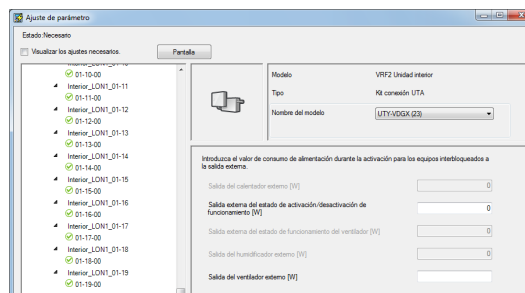 Ajuste de parámetro
Estado:Necesario
Visualizar los ajustes necesarios.
Pantalla
01-10-00
Interior_LON1_01-11
01-11-00
Interior_LON1_01-12
01-12-00
Interior_LON1_01-13
01-13-00
Interior_LON1_01-14
01-14-00
Interior_LON1_01-15
01-15-00
Interior_LON1_01-16
01-16-00
Interior_LON1_01-17
01-17-00
Interior_LON1_01-18
01-18-00
Interior_LON1_01-19
01-19-00
Modelo VRF2 Unidad interior
Tipo Kit conexión UTA
Nombre del modelo UTY-VDGX (23)
Introduzca el valor de consumo de alimentación durante la activación para los equipos interbloqueados a
la salida externa.
Salida del calentador externo [W] 0
Salida externa del estado de activación/desactivación de
funcionamiento [W] 0
Salida externa del estado de funcionamiento del ventilador [W] 0
Salida del humidificador externo [W] 0
Salida del ventilador externo [W]